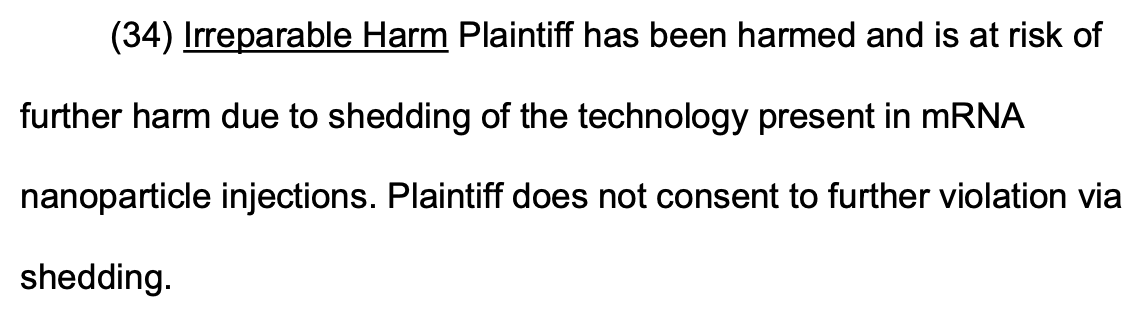 (34) Irreparable Harm Plaintiff has been harmed and is at risk of
further harm due to shedding of the technology present in mRNA
nanoparticle injections. Plaintiff does not consent to further violation via
shedding.